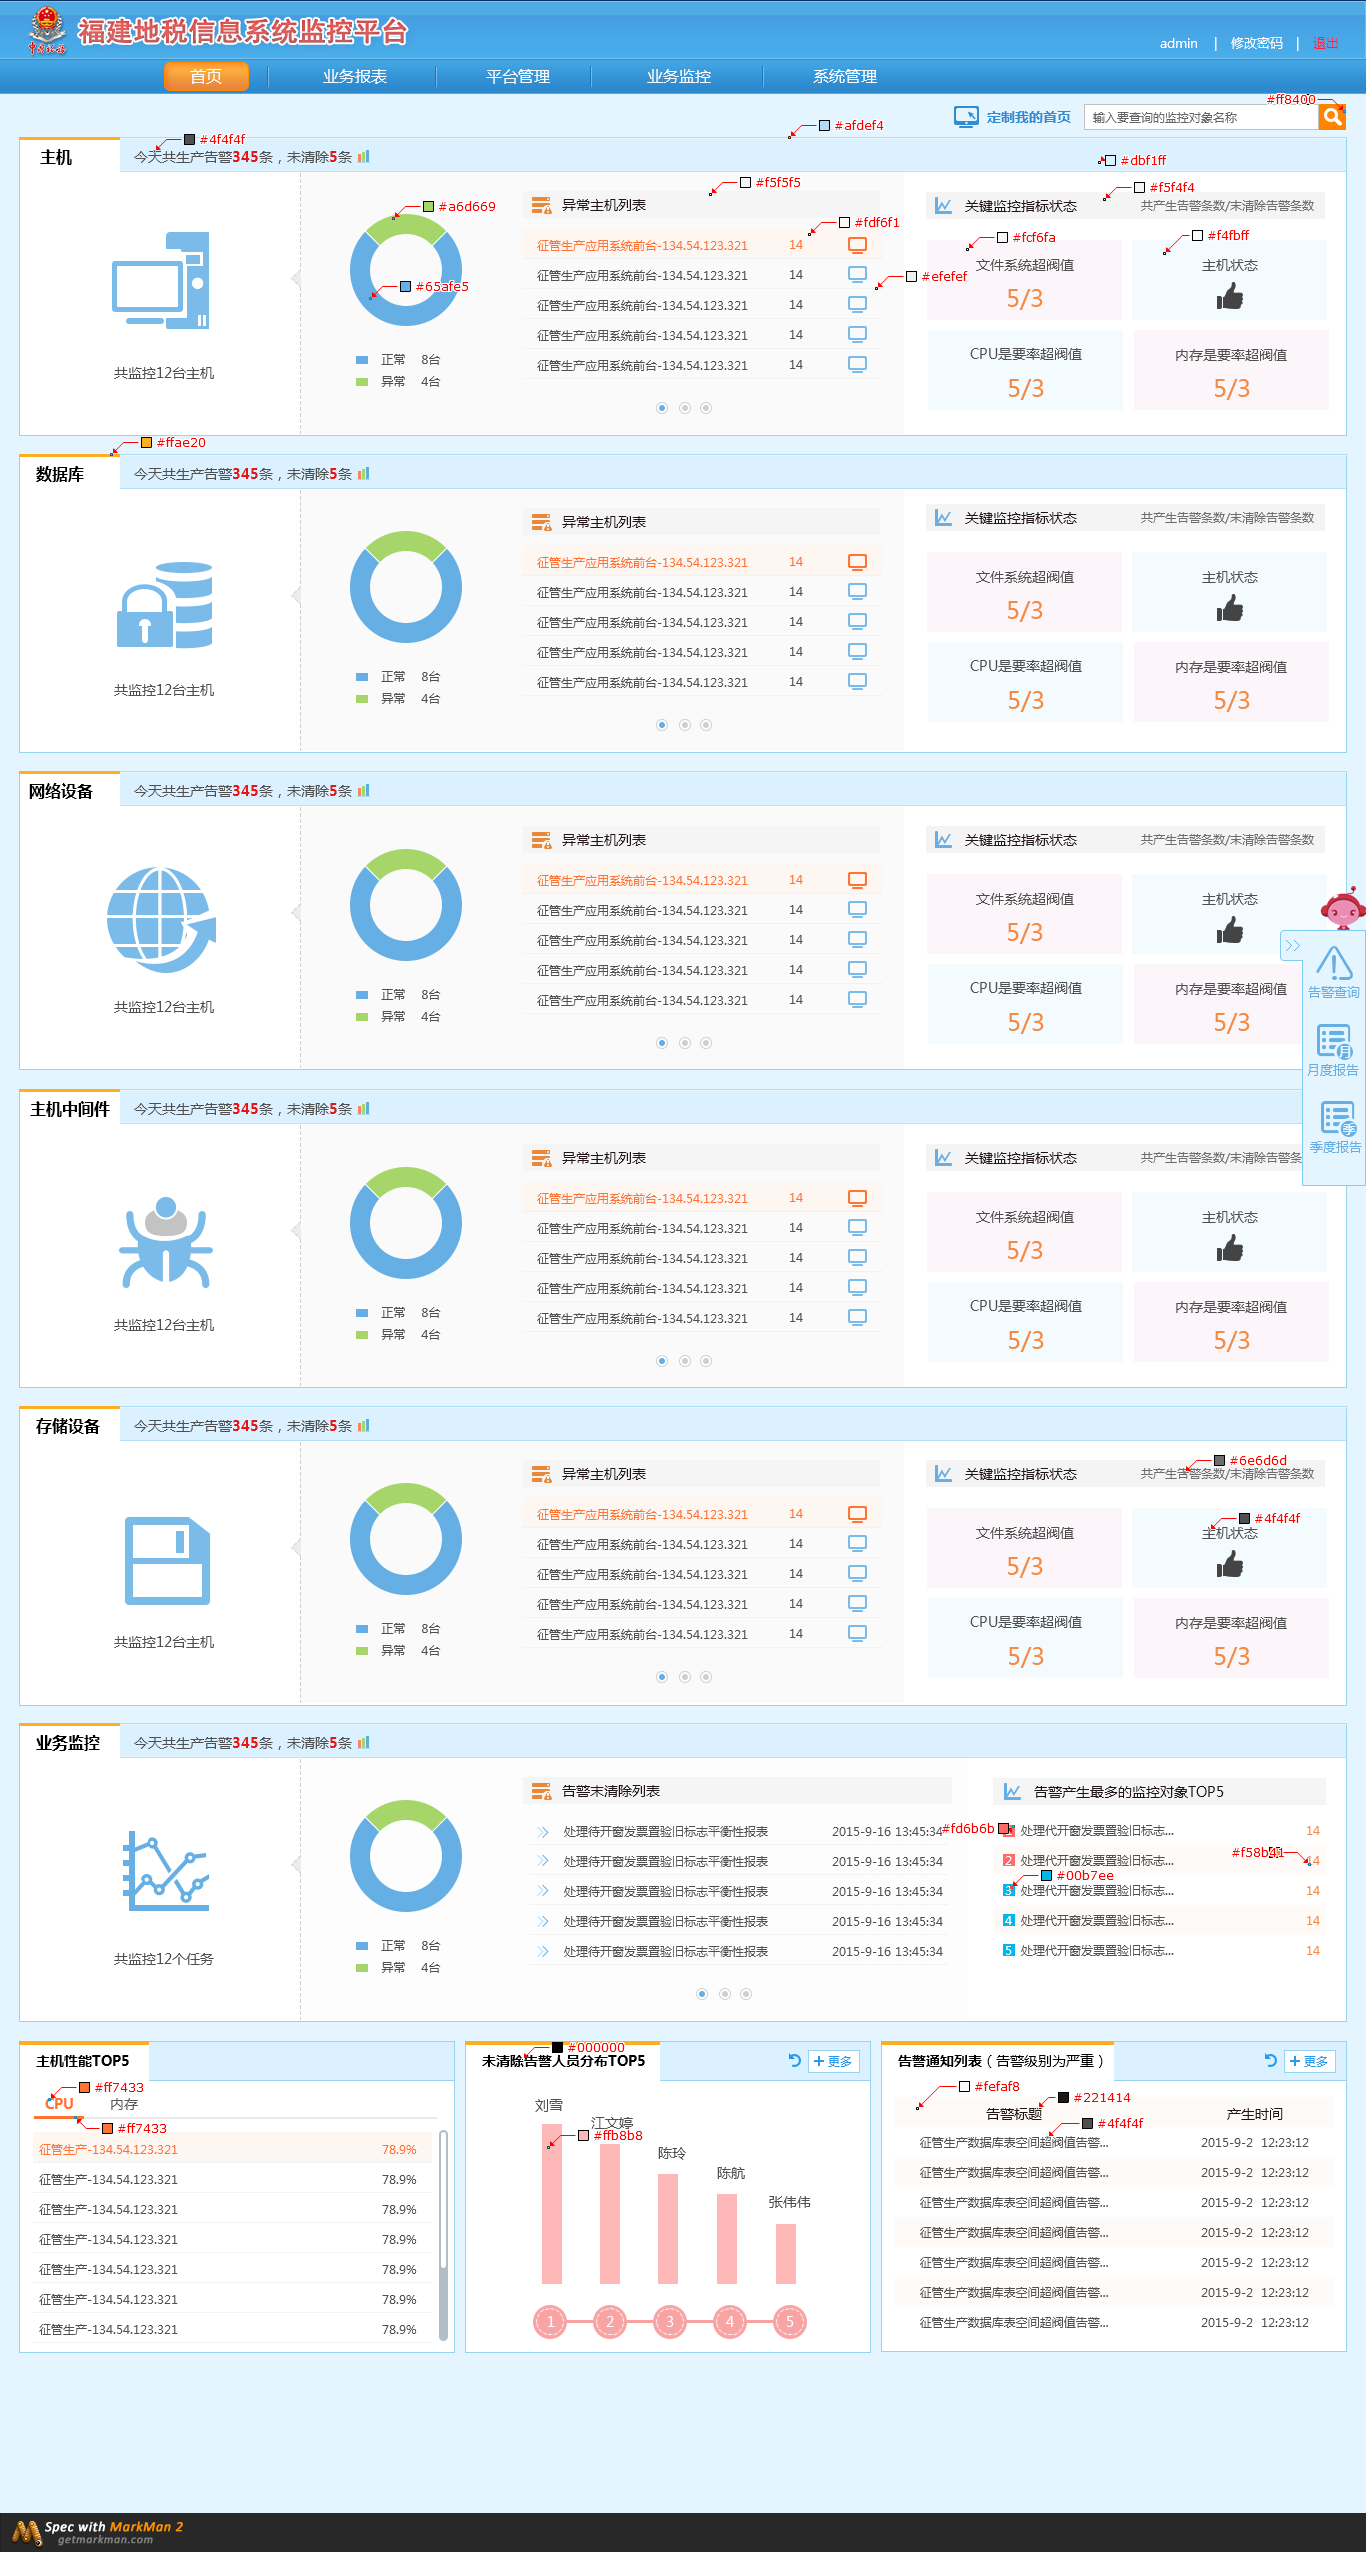 福建地税信息系统监控平台
中国税务
admin | 修改密码 | 退出
首页 业务报表 平台管理 业务监控 系统管理
定制我的首页 输入要查询的监控对象名称 #ff8400
#4f4f4f #afdef4
主机 今天共生产告警345条，未清除5条 #dbf1ff
#f5f5f5 #f5f4f4
#a6d669 异常主机列表 关键监控指标状态 共产生告警条数/未清除告警条数
#fdf6f1
征管生产应用系统前台-134.54.123.321 14 #fcf6fa #f4fbff
文件系统超阀值 主机状态
征管生产应用系统前台-134.54.123.321 14 #efefef
#65afe5
征管生产应用系统前台-134.54.123.321 14 5/3
征管生产应用系统前台-134.54.123.321 14
正常 8台 征管生产应用系统前台-134.54.123.321 14 CPU是要率超阀值 内存是要率超阀值
共监控12台主机 异常 4台 5/3 5/3
#ffae20
数据库 今天共生产告警345条，未清除5条
异常主机列表 关键监控指标状态 共产生告警条数/未清除告警条数
征管生产应用系统前台-134.54.123.321 14 文件系统超阀值 主机状态
征管生产应用系统前台-134.54.123.321 14 5/3
征管生产应用系统前台-134.54.123.321 14
征管生产应用系统前台-134.54.123.321 14 CPU是要率超阀值 内存是要率超阀值
正常 8台 征管生产应用系统前台-134.54.123.321 14
共监控12台主机 异常 4台 5/3 5/3
网络设备 今天共生产告警345条，未清除5条
异常主机列表 关键监控指标状态 共产生告警条数/未清除告警条数
征管生产应用系统前台-134.54.123.321 14 文件系统超阀值 主机状态
征管生产应用系统前台-134.54.123.321 14 5/3
征管生产应用系统前台-134.54.123.321 14
征管生产应用系统前台-134.54.123.321 14 CPU是要率超阀值 内存是要率超阀值
正常 8台 征管生产应用系统前台-134.54.123.321 14
共监控12台主机 异常 4台 5/3 5/3
告警查询
月
月度报告
季
季度报告
主机中间件 今天共生产告警345条，未清除5条
异常主机列表 关键监控指标状态 共产生告警条数/未清除告警条
征管生产应用系统前台-134.54.123.321 14 文件系统超阀值 主机状态
征管生产应用系统前台-134.54.123.321 14 5/3
征管生产应用系统前台-134.54.123.321 14
征管生产应用系统前台-134.54.123.321 14 CPU是要率超阀值 内存是要率超阀值
正常 8台 征管生产应用系统前台-134.54.123.321 14
共监控12台主机 异常 4台 5/3 5/3
存储设备 今天共生产告警345条，未清除5条
#6e6d6d
异常主机列表 关键监控指标状态 共产生告警条数/未清除告警条数
征管生产应用系统前台-134.54.123.321 14 #4f4f4f
文件系统超阀值 主机状态
征管生产应用系统前台-134.54.123.321 14 5/3
征管生产应用系统前台-134.54.123.321 14
征管生产应用系统前台-134.54.123.321 14 CPU是要率超阀值 内存是要率超阀值
正常 8台 征管生产应用系统前台-134.54.123.321 14
共监控12台主机 异常 4台 5/3 5/3
业务监控 今天共生产告警345条，未清除5条
告警未清除列表 告警产生最多的监控对象TOP5
处理待开窗发票置验旧标志平衡性报表 2015-9-16 13:45:34 #fd6b6b 处理代开窗发票置验旧标志... 14
处理待开窗发票置验旧标志平衡性报表 2015-9-16 13:45:34 2 处理代开窗发票置验旧标志... #f58b41 14
#00b7ee
处理待开窗发票置验旧标志平衡性报表 2015-9-16 13:45:34 3 处理代开窗发票置验旧标志... 14
处理待开窗发票置验旧标志平衡性报表 2015-9-16 13:45:34 4 处理代开窗发票置验旧标志... 14
正常 8台 处理待开窗发票置验旧标志平衡性报表 2015-9-16 13:45:34 5 处理代开窗发票置验旧标志... 14
共监控12个任务 异常 4台
主机性能TOP5
#ff7433
CPU 内存
#ff7433
征管生产-134.54.123.321 78.9%
征管生产-134.54.123.321 78.9%
征管生产-134.54.123.321 78.9%
征管生产-134.54.123.321 78.9%
征管生产-134.54.123.321 78.9%
征管生产-134.54.123.321 78.9%
征管生产-134.54.123.321 78.9%
#000000
未清除告警人员分布TOP5 +更多
刘雪
江文婷
#ffb8b8
陈玲
陈航
张伟伟
1 2 3 4 5
告警通知列表（告警级别为严重） +更多
#fefaf8 #221414
告警标题 产生时间
#4f4f4f
征管生产数据库表空间超阀值告警... 2015-9-2 12:23:12
征管生产数据库表空间超阀值告警... 2015-9-2 12:23:12
征管生产数据库表空间超阀值告警... 2015-9-2 12:23:12
征管生产数据库表空间超阀值告警... 2015-9-2 12:23:12
征管生产数据库表空间超阀值告警... 2015-9-2 12:23:12
征管生产数据库表空间超阀值告警... 2015-9-2 12:23:12
征管生产数据库表空间超阀值告警... 2015-9-2 12:23:12
Spec with MarkMan 2
getmarkman.com